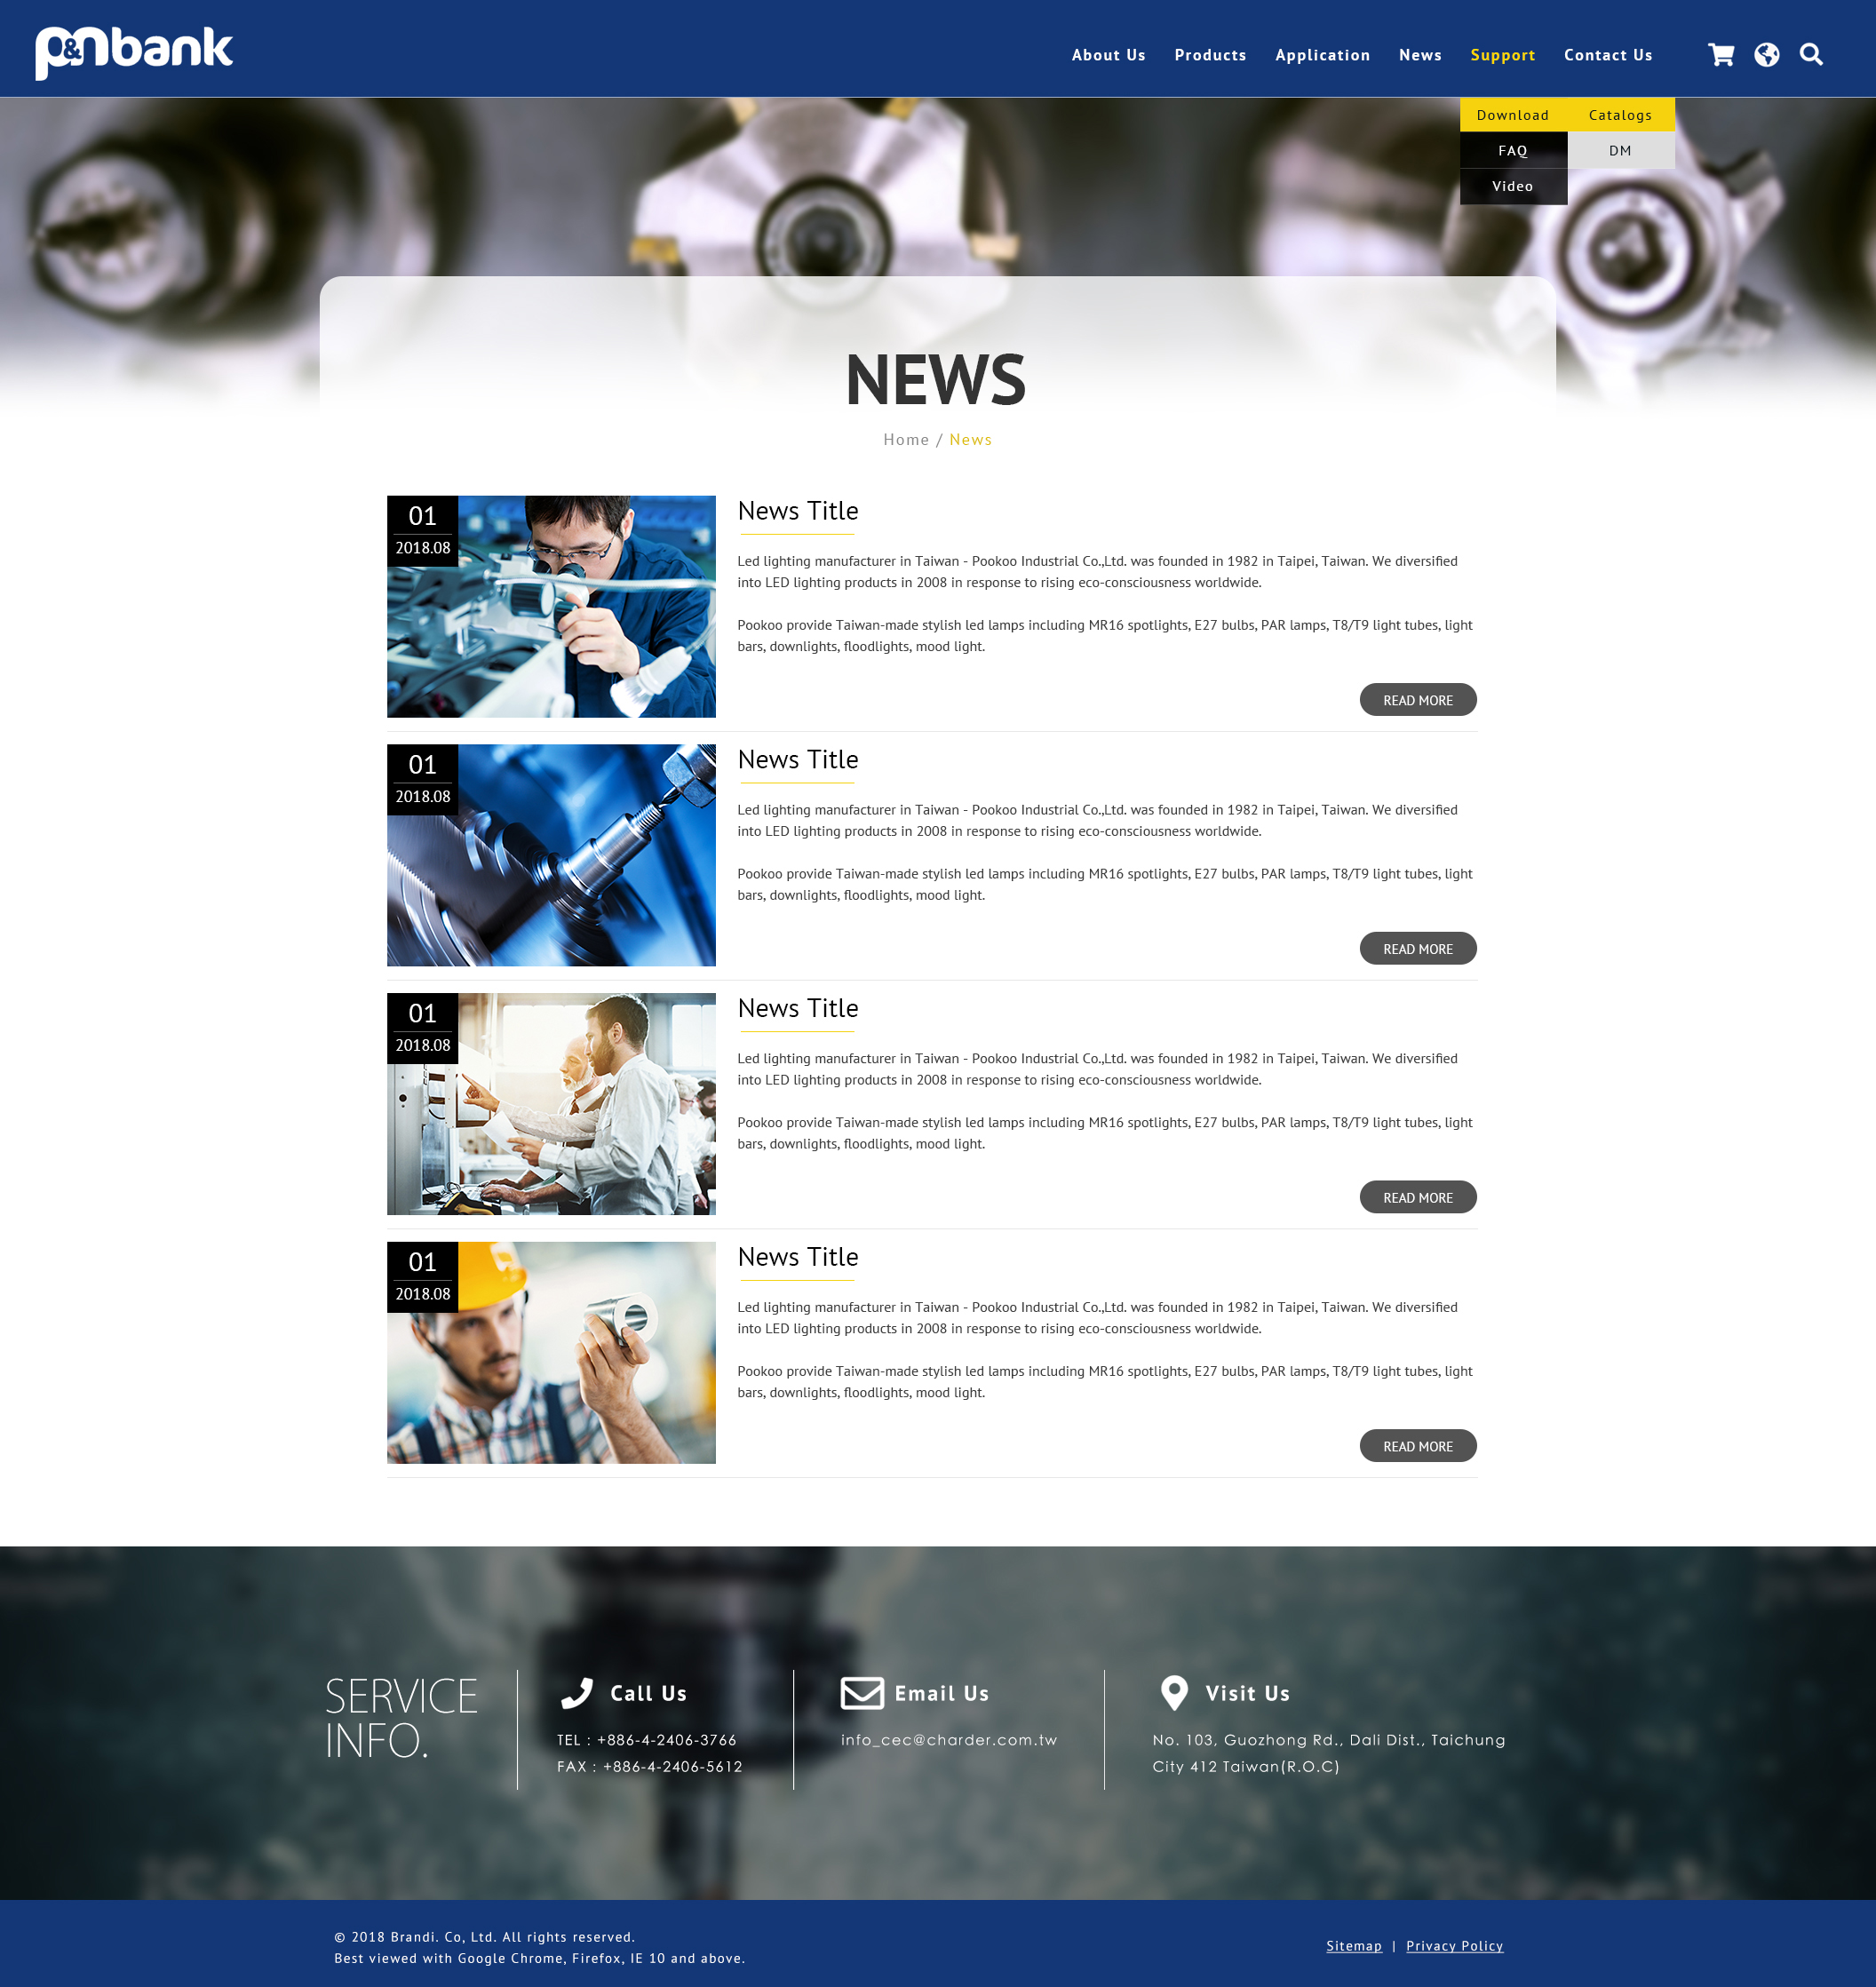 p&nbank
About Us Products Application News Support Contact Us
Download Catalogs
FAQ DM
Video
NEWS
Home / News
01
2018.08
News Title
Led lighting manufacturer in Taiwan - Pookoo Industrial Co.,Ltd. was founded in 1982 in Taipei, Taiwan. We diversified
into LED lighting products in 2008 in response to rising eco-consciousness worldwide.
Pookoo provide Taiwan-made stylish led lamps including MR16 spotlights, E27 bulbs, PAR lamps, T8/T9 light tubes, light
bars, downlights, floodlights, mood light.
READ MORE
01
2018.08
News Title
Led lighting manufacturer in Taiwan - Pookoo Industrial Co.,Ltd. was founded in 1982 in Taipei, Taiwan. We diversified
into LED lighting products in 2008 in response to rising eco-consciousness worldwide.
Pookoo provide Taiwan-made stylish led lamps including MR16 spotlights, E27 bulbs, PAR lamps, T8/T9 light tubes, light
bars, downlights, floodlights, mood light.
READ MORE
01
2018.08
News Title
Led lighting manufacturer in Taiwan - Pookoo Industrial Co.,Ltd. was founded in 1982 in Taipei, Taiwan. We diversified
into LED lighting products in 2008 in response to rising eco-consciousness worldwide.
Pookoo provide Taiwan-made stylish led lamps including MR16 spotlights, E27 bulbs, PAR lamps, T8/T9 light tubes, light
bars, downlights, floodlights, mood light.
READ MORE
01
2018.08
News Title
Led lighting manufacturer in Taiwan - Pookoo Industrial Co.,Ltd. was founded in 1982 in Taipei, Taiwan. We diversified
into LED lighting products in 2008 in response to rising eco-consciousness worldwide.
Pookoo provide Taiwan-made stylish led lamps including MR16 spotlights, E27 bulbs, PAR lamps, T8/T9 light tubes, light
bars, downlights, floodlights, mood light.
READ MORE
SERVICE
INFO.
Call Us
TEL : +886-4-2406-3766
FAX : +886-4-2406-5612
Email Us
info_cec@charder.com.tw
Visit Us
No. 103, Guozhong Rd., Dali Dist., Taichung
City 412 Taiwan(R.O.C)
© 2018 Brandi. Co, Ltd. All rights reserved.
Best viewed with Google Chrome, Firefox, IE 10 and above.
Sitemap | Privacy Policy